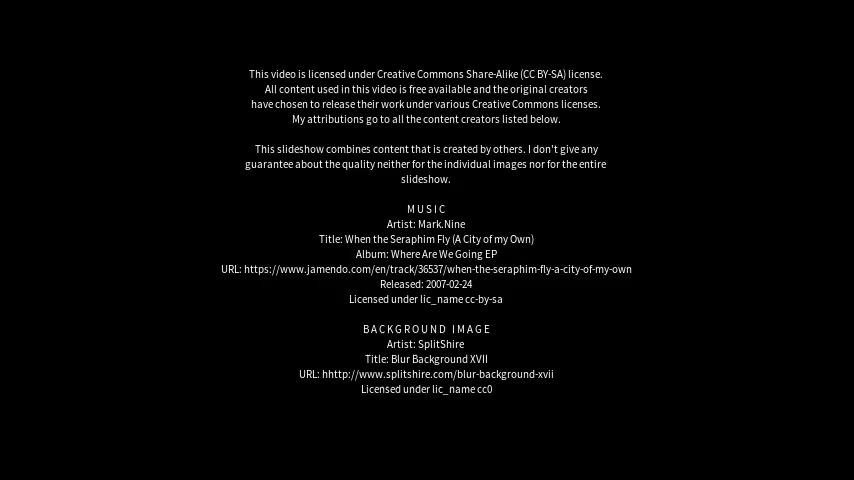 This video is licensed under Creative Commons Share-Alike (CC BY-SA) license.
All content used in this video is free available and the original creators
have chosen to release their work under various Creative Commons licenses.
My attributions go to all the content creators listed below.
This slideshow combines content that is created by others. I don't give any
guarantee about the quality neither for the individual images nor for the entire
slideshow.
MUSIC
Artist: Mark.Nine
Title: When the Seraphim Fly (A City of my Own)
Album: Where Are We Going EP
URL: https://www.jamendo.com/en/track/36537/when-the-seraphim-fly-a-city-of-my-own
Released: 2007-02-24
Licensed under lic_name cc-by-sa
BACKGROUND IMAGE
Artist: SplitShire
Title: Blur Background XVII
URL: hhttp://www.splitshire.com/blur-background-xvii
Licensed under lic_name cc0